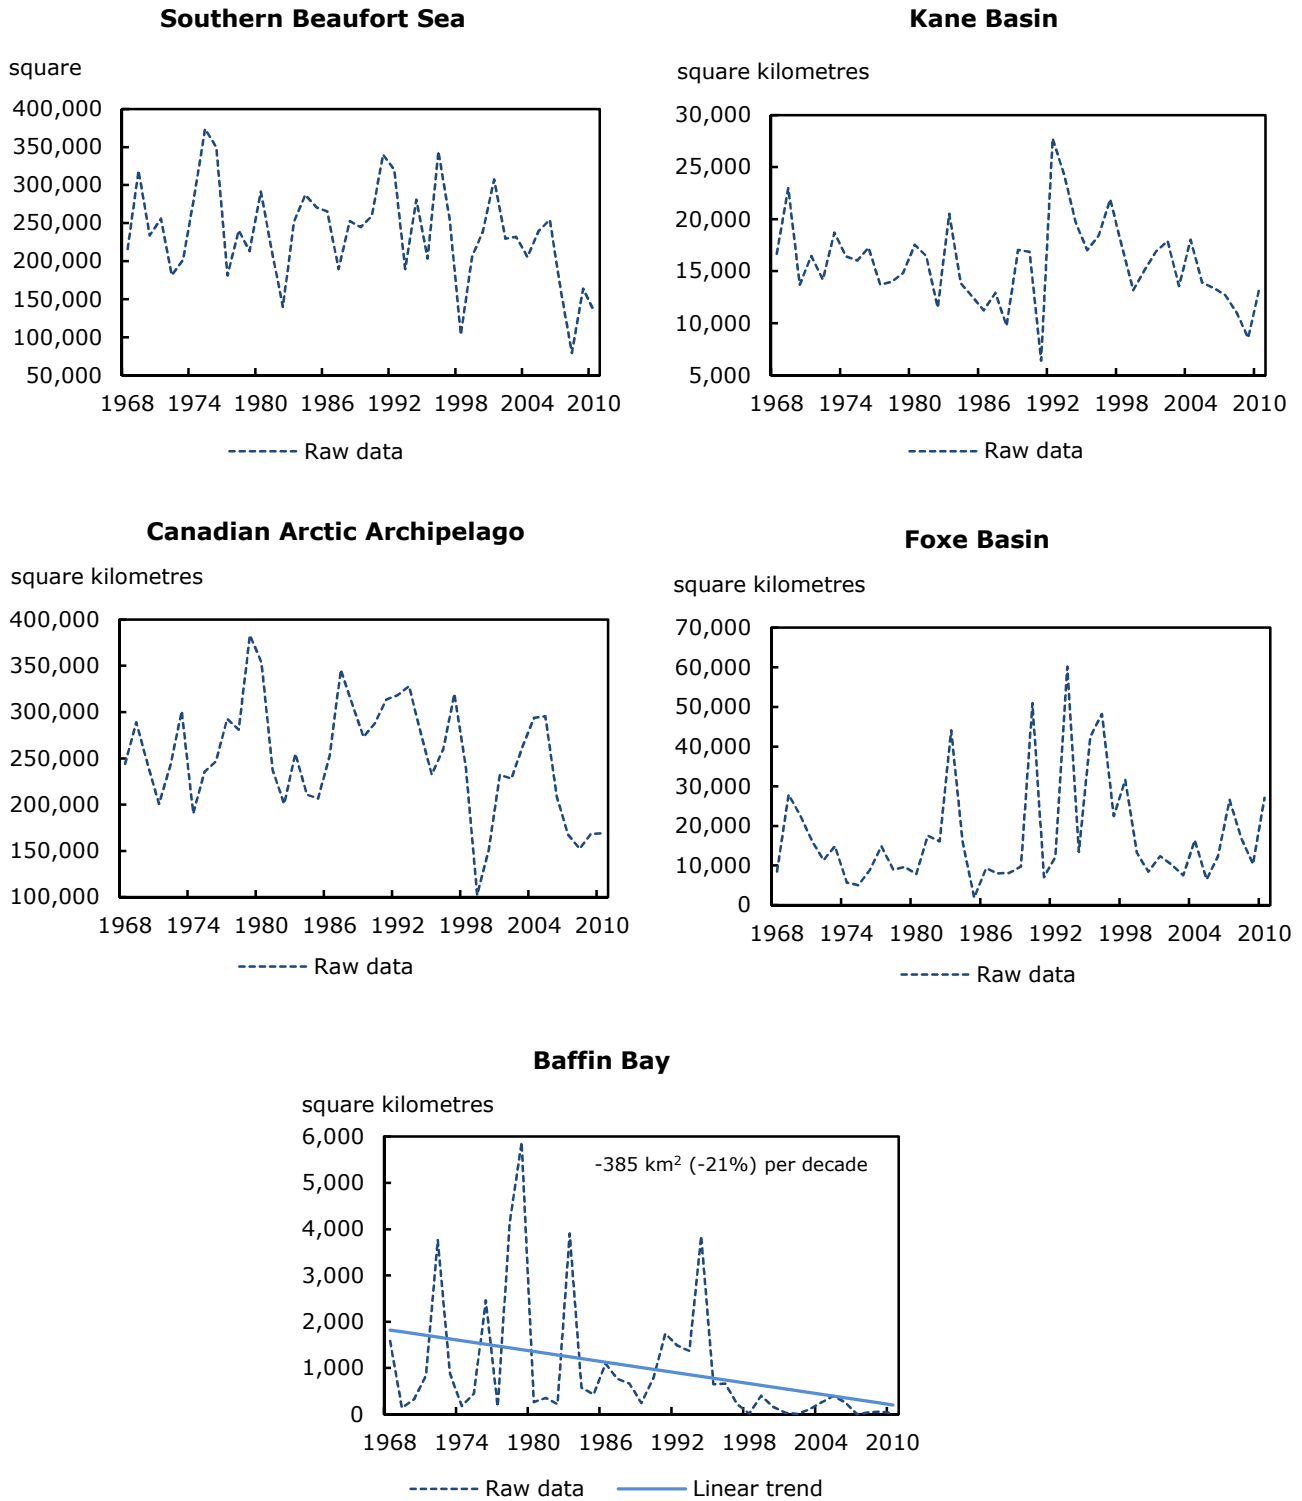 Southern Beaufort Sea
square
400,000
350,000
300,000
250,000
200,000
150,000
100,000
50,000
1968 1974 1980 1986 1992 1998 2004 2010
Raw data
Kane Basin
square kilometres
30,000
25,000
20,000
15,000
10,000
5,000
1968 1974 1980 1986 1992 1998 2004 2010
Raw data
Canadian Arctic Archipelago
square kilometres
400,000
350,000
300,000
250,000
200,000
150,000
100,000
1968 1974 1980 1986 1992 1998 2004 2010
Raw data
Foxe Basin
square kilometres
70,000
60,000
50,000
40,000
30,000
20,000
10,000
0
1968 1974 1980 1986 1992 1998 2004 2010
Raw data
Baffin Bay
square kilometres
6,000
5,000
4,000
3,000
2,000
1,000
0
-385 km² (-21%) per decade
1968 1974 1980 1986 1992 1998 2004 2010
Raw data Linear trend